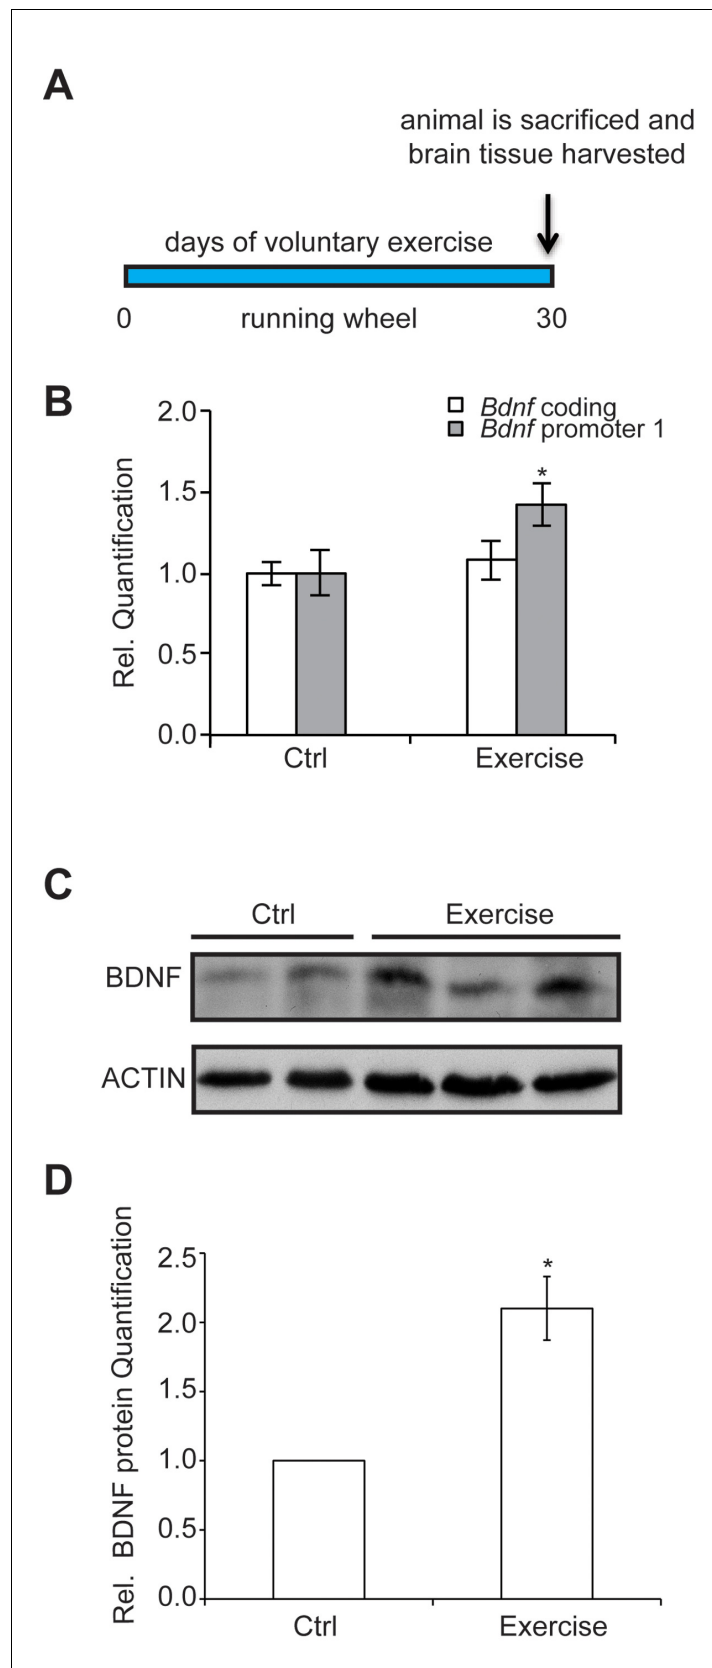 A
animal is sacrificed and
brain tissue harvested
days of voluntary exercise
0 running wheel 30
B
Rel. Quantification
2.0
1.5
1.0
0.5
0.0
Bdnf coding
Bdnf promoter 1
*
Ctrl Exercise
C
Ctrl Exercise
BDNF
ACTIN
D
Rel. BDNF protein Quantification
2.5
2.0
1.5
1.0
0.5
0.0
*
Ctrl Exercise